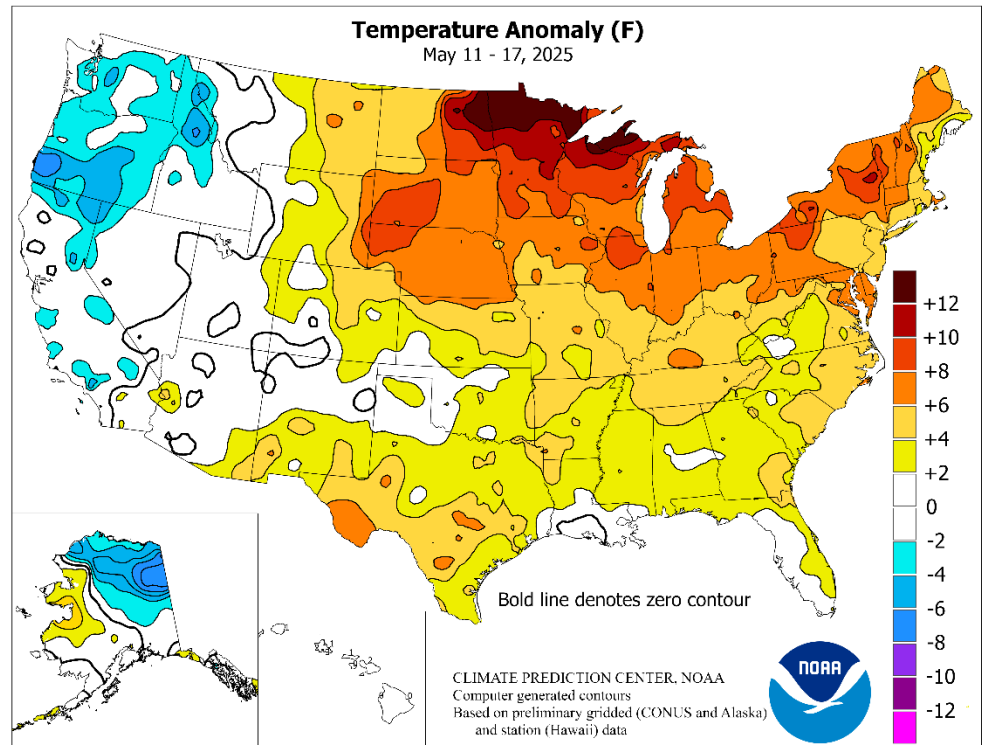 Temperature Anomaly (F)
May 11 - 17, 2025
+12
+10
+8
+6
+4
+2
0
-2
-4
-6
-8
-10
-12
Bold line denotes zero contour
CLIMATE PREDICTION CENTER, NOAA
Computer generated contours
Based on preliminary gridded (CONUS and Alaska)
and station (Hawaii) data
NOAA